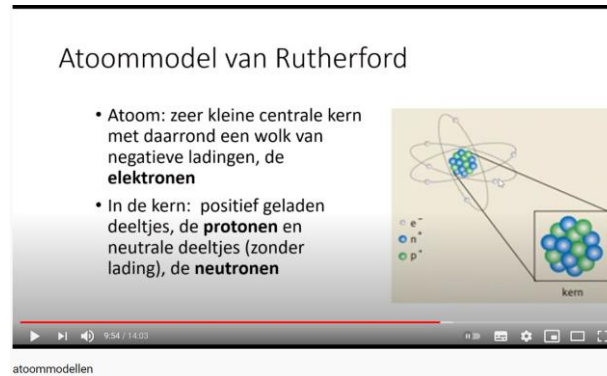 Atoommodel van Rutherford
• Atoom: zeer kleine centrale kern
met daarrond een wolk van
negatieve ladingen, de
elektronen
• In de kern: positief geladen
deeltjes, de protonen en
neutrale deeltjes (zonder
lading), de neutronen
e⁻
n⁺
p⁺
kern
9:54 / 14:03
atoommodellen